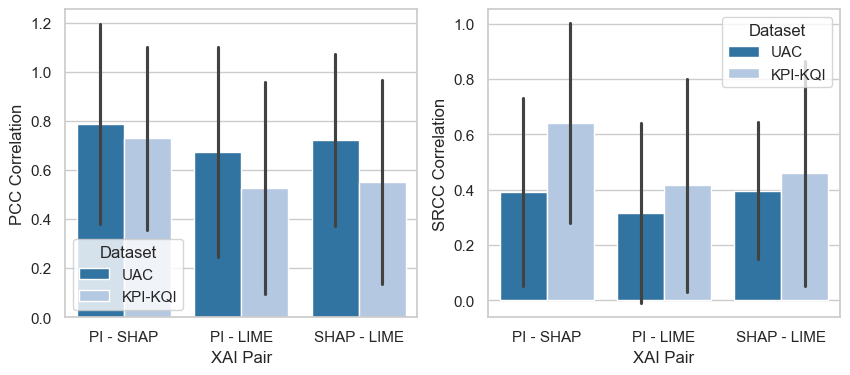 PCC Correlation
1.2
1.0
0.8
0.6
0.4
0.2
0.0
Dataset
UAC
KPI-KQI
PI - SHAP
PI - LIME
SHAP - LIME
XAI Pair
SRCC Correlation
1.0
0.8
0.6
0.4
0.2
0.0
Dataset
UAC
KPI-KQI
PI - SHAP
PI - LIME
SHAP - LIME
XAI Pair